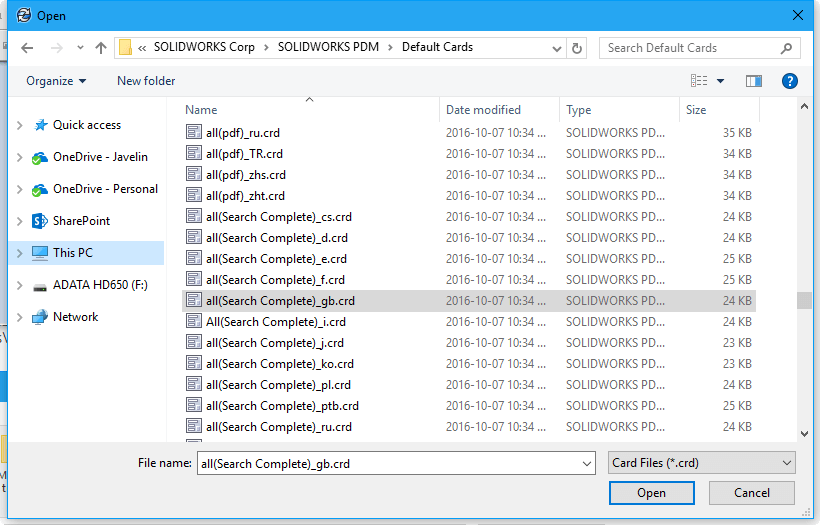 Open
« SOLIDWORKS Corp > SOLIDWORKS PDM > Default Cards
Search Default Cards
Organize
New folder
Name Date modified Type Size
Quick access
OneDrive - Javelin
OneDrive - Personal
SharePoint
This PC
ADATA HD650 (F:)
Network
all(pdf)_ru.crd 2016-10-07 10:34 ... SOLIDWORKS PD... 35 KB
all(pdf)_TR.crd 2016-10-07 10:34 ... SOLIDWORKS PD... 34 KB
all(pdf)_zhs.crd 2016-10-07 10:34 ... SOLIDWORKS PD... 34 KB
all(pdf)_zht.crd 2016-10-07 10:34 ... SOLIDWORKS PD... 34 KB
all(Search Complete)_cs.crd 2016-10-07 10:34 ... SOLIDWORKS PD... 24 KB
all(Search Complete)_d.crd 2016-10-07 10:34 ... SOLIDWORKS PD... 24 KB
all(Search Complete)_e.crd 2016-10-07 10:34 ... SOLIDWORKS PD... 25 KB
all(Search Complete)_f.crd 2016-10-07 10:34 ... SOLIDWORKS PD... 25 KB
all(Search Complete)_gb.crd 2016-10-07 10:34 ... SOLIDWORKS PD... 24 KB
All(Search Complete)_i.crd 2016-10-07 10:34 ... SOLIDWORKS PD... 24 KB
all(Search Complete)_j.crd 2016-10-07 10:34 ... SOLIDWORKS PD... 23 KB
all(Search Complete)_ko.crd 2016-10-07 10:34 ... SOLIDWORKS PD... 23 KB
all(Search Complete)_pl.crd 2016-10-07 10:34 ... SOLIDWORKS PD... 24 KB
all(Search Complete)_ptb.crd 2016-10-07 10:34 ... SOLIDWORKS PD... 25 KB
all(Search Complete)_ru.crd 2016-10-07 10:34 ... SOLIDWORKS PD... 24 KB
File name: all(Search Complete)_gb.crd
Card Files (*.crd)
Open
Cancel